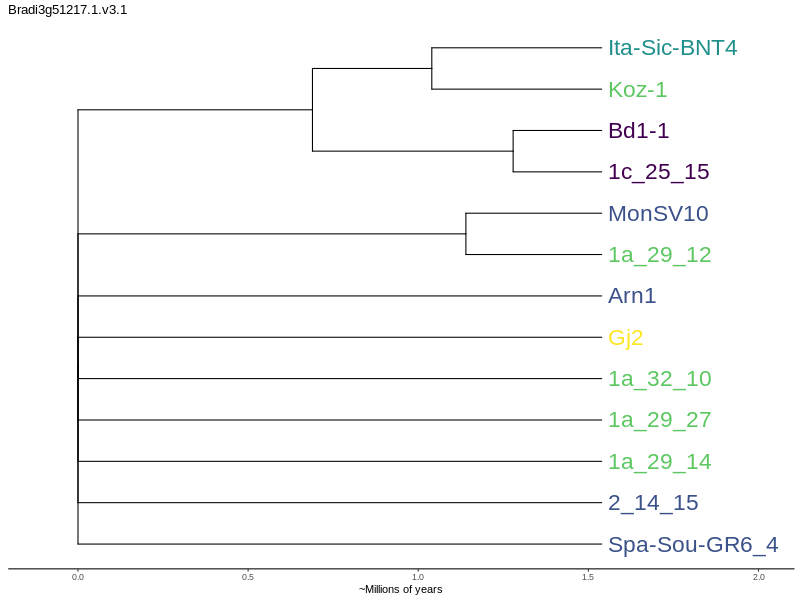 Bradi3g51217.1.v3.1
Ita-Sic-BNT4
Koz-1
Bd1-1
1c_25_15
MonSV10
1a_29_12
Arn1
Gj2
1a_32_10
1a_29_27
1a_29_14
2_14_15
Spa-Sou-GR6_4
0.0 0.5 1.0 1.5 2.0
~Millions of years